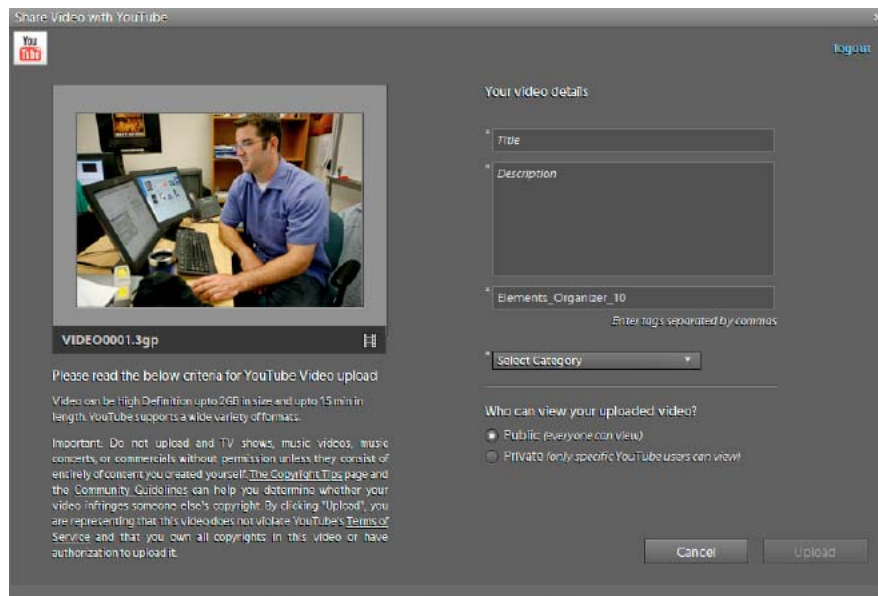 Share Video with YouTube
x
You
Tube
logout
Your video details
* Title
* Description
* Elements_Organizer_10
Enter tags separated by commas
* Select Category
VIDEO0001.3gp
Please read the below criteria for YouTube Video upload
Video can be High Definition upto 2GB in size and upto 15 min in
length. YouTube supports a wide variety of formats.
Important: Do not upload and TV shows, music videos, music
concerts, or commercials without permission unless they consist of
entirely of content you created yourself. The Copyright Tips page and
the Community Guidelines can help you determine whether your
video infringes someone else's copyright. By clicking "Upload", you
are representing that this video does not violate YouTube's Terms of
Service and that you own all copyrights in this video or have
authorization to upload it.
Who can view your uploaded video?
Public (everyone can view)
Private (only specific YouTube users can view)
Cancel
Upload